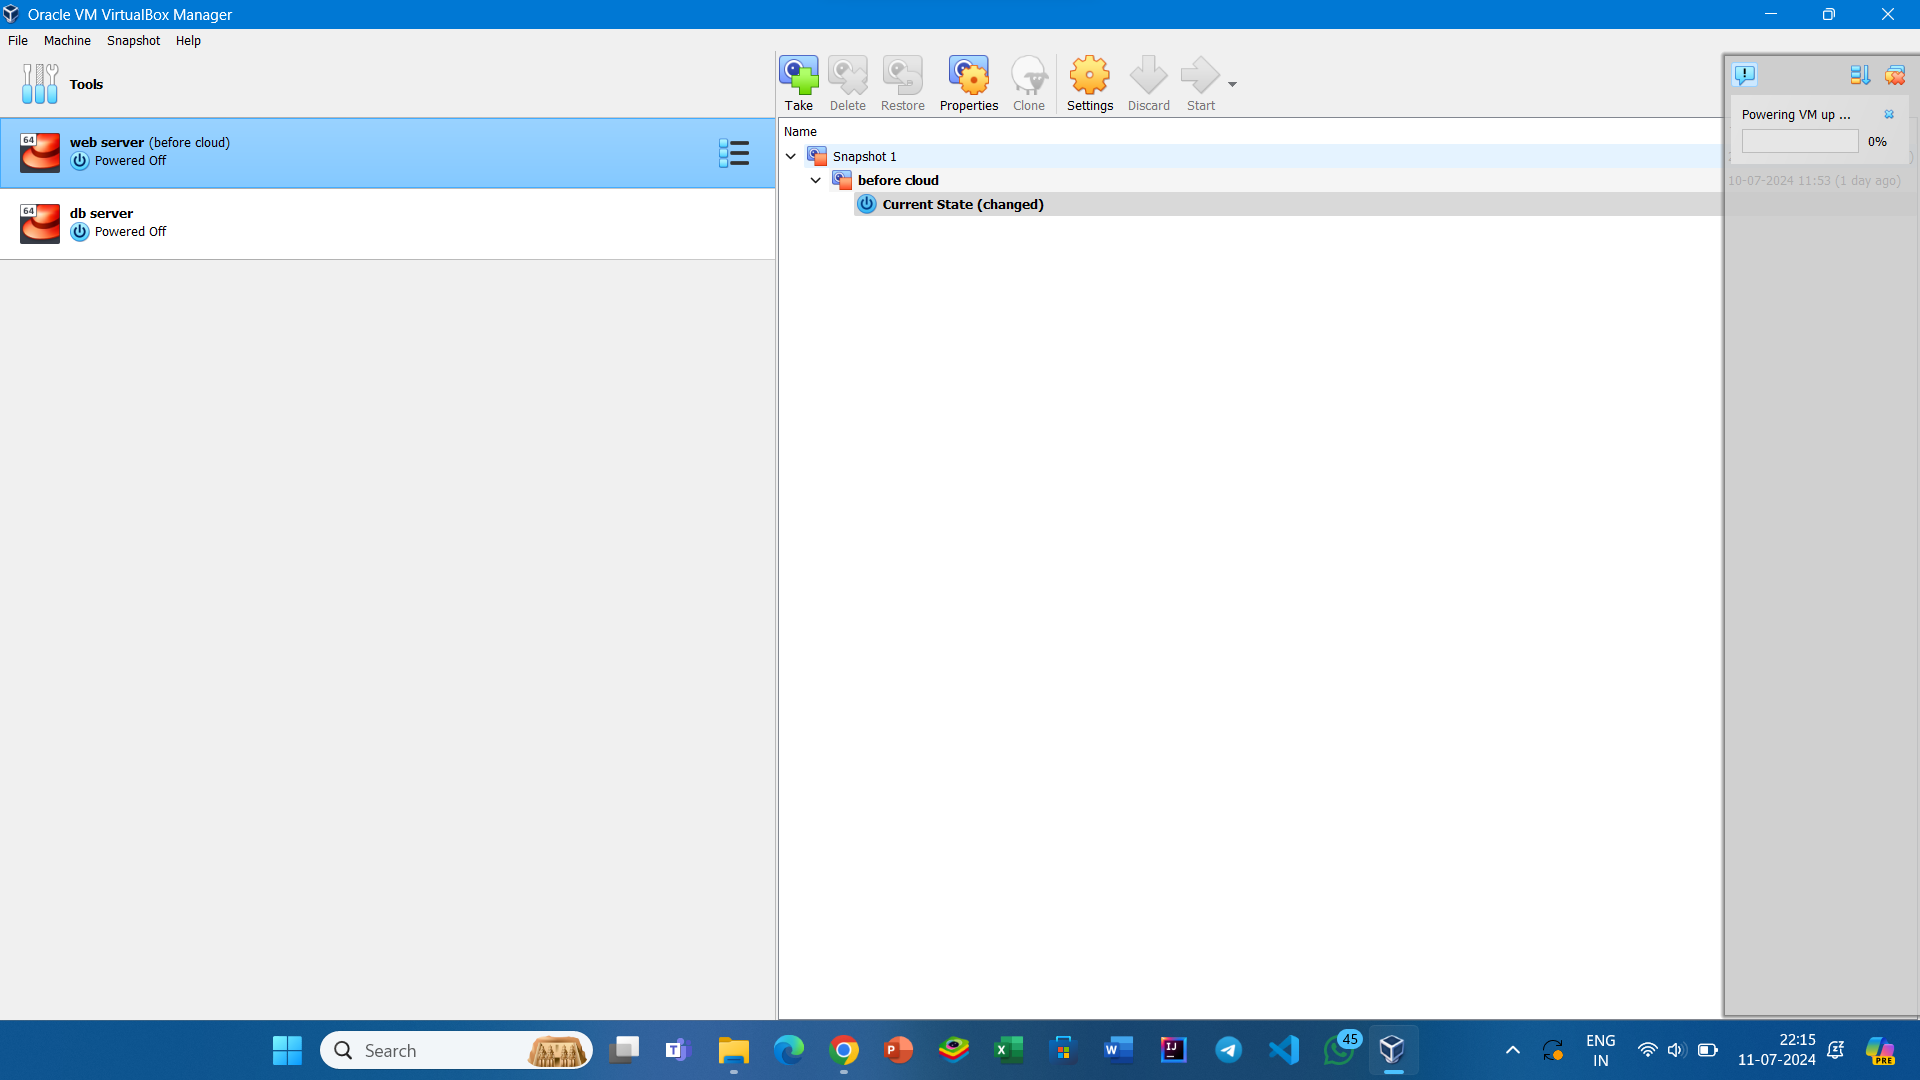 Oracle VM VirtualBox Manager
File Machine Snapshot Help
Tools
Take Delete Restore Properties Clone Settings Discard Start
64
web server (before cloud)
Powered Off
64
db server
Powered Off
Name
Snapshot 1
before cloud
Current State (changed)
Powering VM up ...
0%
10-07-2024 11:53 (1 day ago)
Search
45
ENG
IN
22:15
11-07-2024
PRE